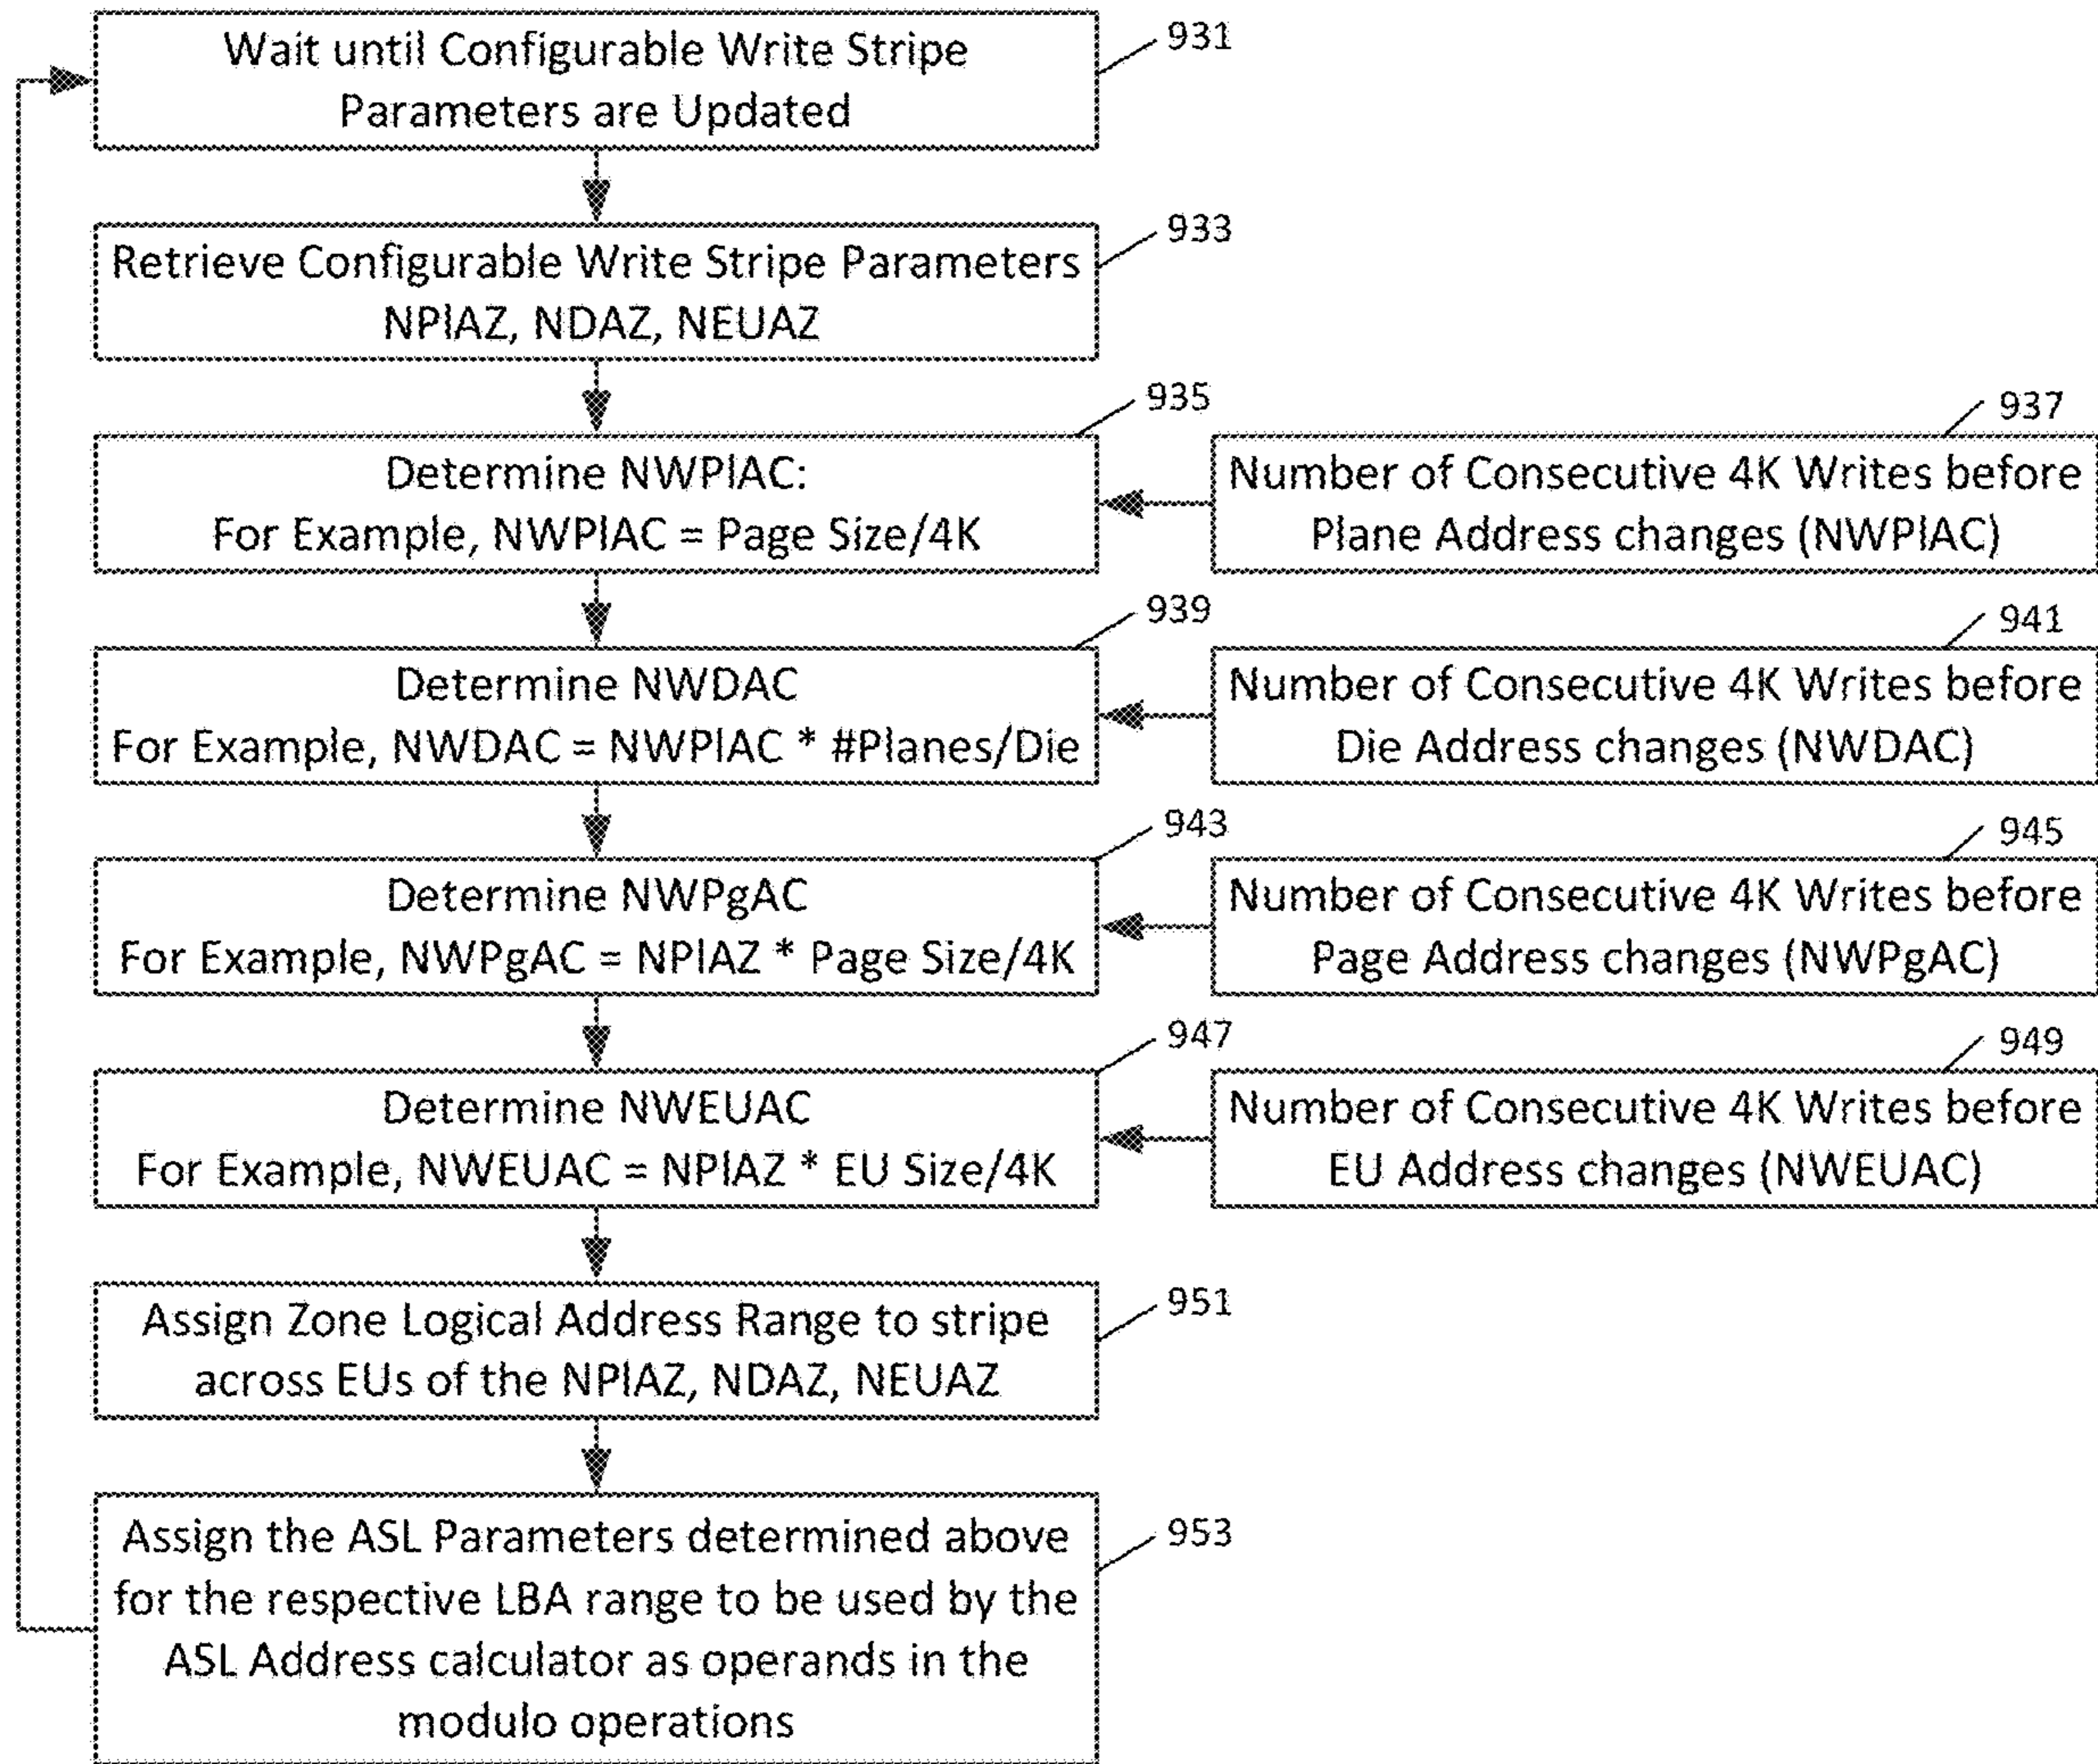 Wait until Configurable Write Stripe
Parameters are Updated
931
Retrieve Configurable Write Stripe Parameters
NPlAZ, NDAZ, NEUAZ
933
Determine NWPlAC:
For Example, NWPlAC = Page Size/4K
935
Number of Consecutive 4K Writes before
Plane Address changes (NWPlAC)
937
Determine NWDAC
For Example, NWDAC = NWPlAC * #Planes/Die
939
Number of Consecutive 4K Writes before
Die Address changes (NWDAC)
941
Determine NWPgAC
For Example, NWPgAC = NPlAZ * Page Size/4K
943
Number of Consecutive 4K Writes before
Page Address changes (NWPgAC)
945
Determine NWEUAC
For Example, NWEUAC = NPlAZ * EU Size/4K
947
Number of Consecutive 4K Writes before
EU Address changes (NWEUAC)
949
Assign Zone Logical Address Range to stripe
across EUs of the NPlAZ, NDAZ, NEUAZ
951
Assign the ASL Parameters determined above
for the respective LBA range to be used by the
ASL Address calculator as operands in the
modulo operations
953